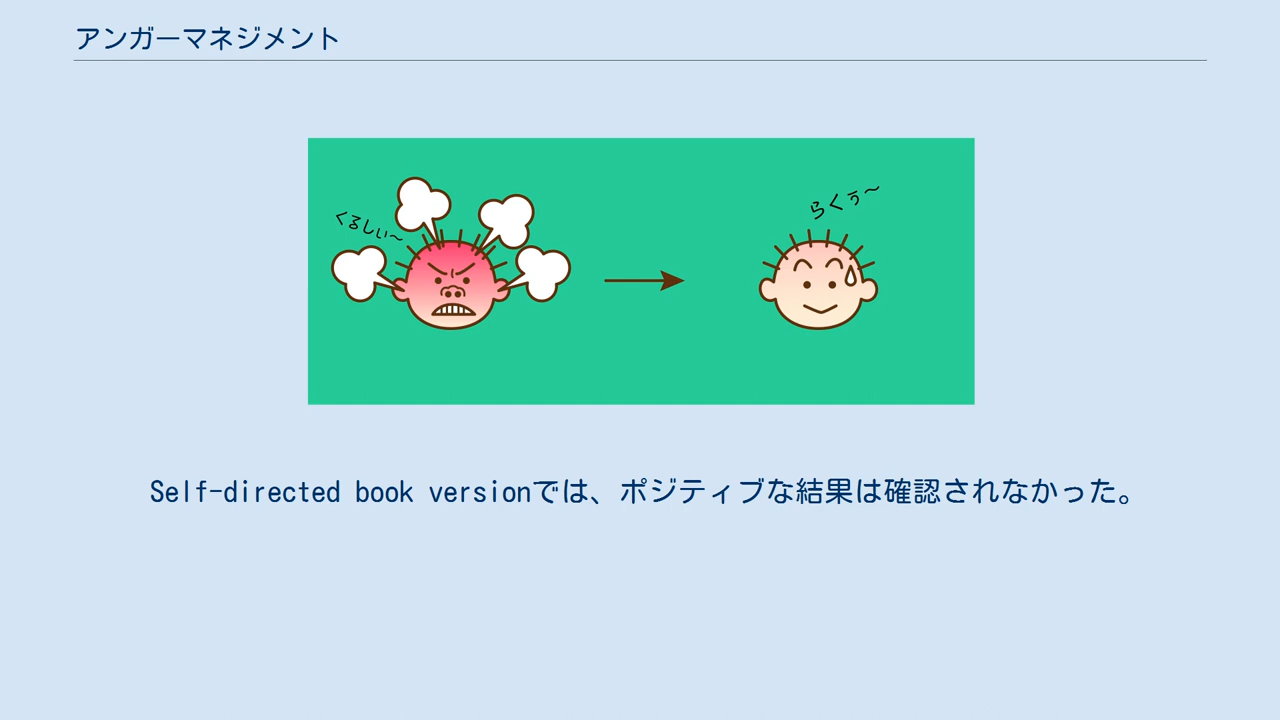 アンガーマネジメント
くるしぃ〜
らくぅ〜
Self-directed book versionでは、ポジティブな結果は確認されなかった。